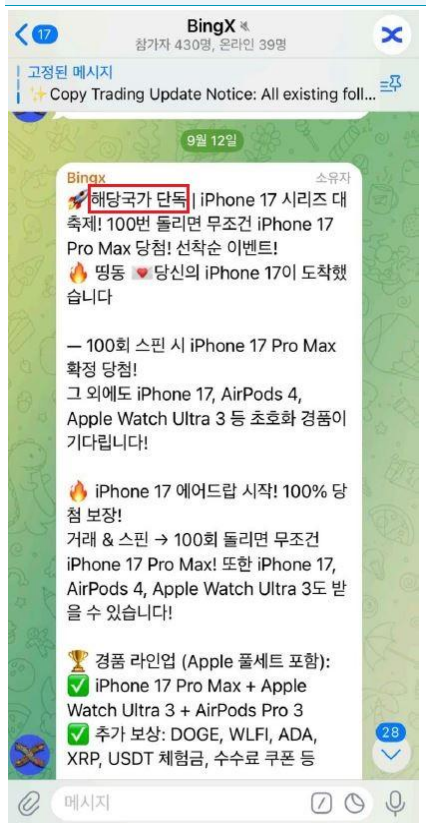 17
BingX
참가자 430명, 온라인 39명
고정된 메시지
✨Copy Trading Update Notice: All existing foll...
9월 12일
Bingx 소유자
🚀해당국가 단독 | iPhone 17 시리즈 대
축제! 100번 돌리면 무조건 iPhone 17
Pro Max 당첨! 선착순 이벤트!
🔥 띵동 💌당신의 iPhone 17이 도착했
습니다
— 100회 스핀 시 iPhone 17 Pro Max
확정 당첨!
그 외에도 iPhone 17, AirPods 4,
Apple Watch Ultra 3 등 초호화 경품이
기다립니다!
🔥 iPhone 17 에어드랍 시작! 100% 당
첨 보장!
거래 & 스핀 → 100회 돌리면 무조건
iPhone 17 Pro Max! 또한 iPhone 17,
AirPods 4, Apple Watch Ultra 3도 받
을 수 있습니다!
🏆 경품 라인업 (Apple 풀세트 포함):
✅ iPhone 17 Pro Max + Apple
Watch Ultra 3 + AirPods Pro 3
✅ 추가 보상: DOGE, WLFI, ADA,
XRP, USDT 체험금, 수수료 쿠폰 등
28
메시지